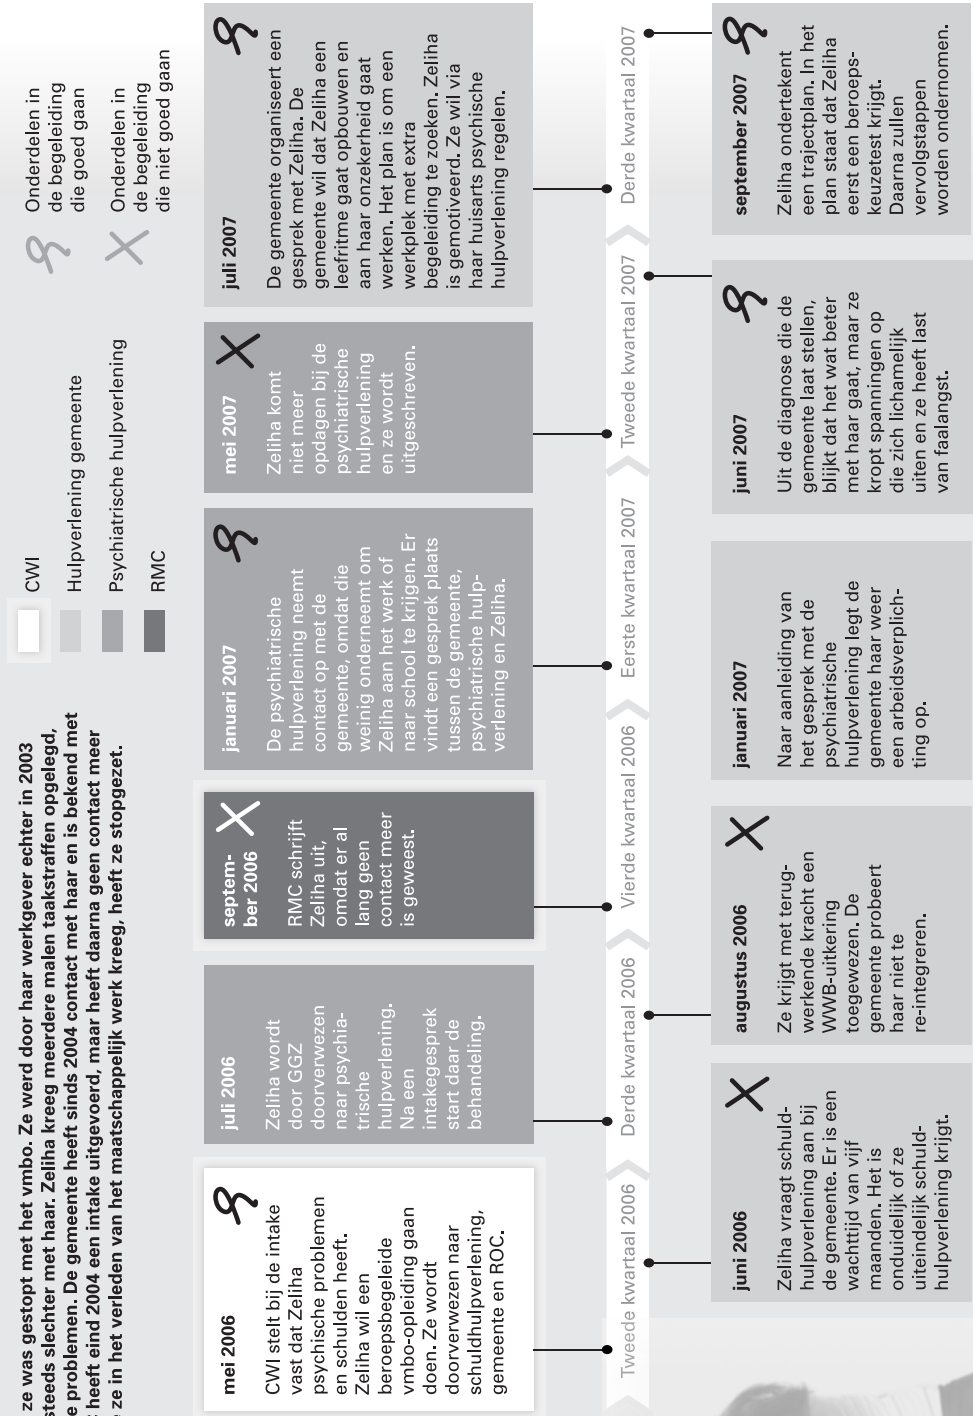 ze was gestopt met het vmbo. Ze werd door haar werkgever echter in 2003
steeds slechter met haar. Zeliha kreeg meerdere malen taakstraffen opgelegd,
e problemen. De gemeente heeft sinds 2004 contact met haar en is bekend met
heeft eind 2004 een intake uitgevoerd, maar heeft daarna geen contact meer
ze in het verleden van het maatschappelijk werk kreeg, heeft ze stopgezet.
CWI
Hulpverlening gemeente
Psychiatrische hulpverlening
RMC
Onderdelen in
de begeleiding
die goed gaan
Onderdelen in
de begeleiding
die niet goed gaan
mei 2006
CWI stelt bij de intake
vast dat Zeliha
psychische problemen
en schulden heeft.
Zeliha wil een
beroepsbegeleide
vmbo-opleiding gaan
doen. Ze wordt
doorverwezen naar
schuldhulpverlening,
gemeente en ROC.
juli 2006
Zeliha wordt
door GGZ
doorverwezen
naar psychia-
trische
hulpverlening.
Na een
intakegesprek
start daar de
behandeling.
septem-
ber 2006
RMC schrijft
Zeliha uit,
omdat er al
lang geen
contact meer
is geweest.
januari 2007
De psychiatrische
hulpverlening neemt
contact op met de
gemeente, omdat die
weinig onderneemt om
Zeliha aan het werk of
naar school te krijgen. Er
vindt een gesprek plaats
tussen de gemeente,
psychiatrische hulp-
verlening en Zeliha.
mei 2007
Zeliha komt
niet meer
opdagen bij de
psychiatrische
hulpverlening
en ze wordt
uitgeschreven.
juli 2007
De gemeente organiseert een
gesprek met Zeliha. De
gemeente wil dat Zeliha een
leefritme gaat opbouwen en
aan haar onzekerheid gaat
werken. Het plan is om een
werkplek met extra
begeleiding te zoeken. Zeliha
is gemotiveerd. Ze wil via
haar huisarts psychische
hulpverlening regelen.
Tweede kwartaal 2006
Derde kwartaal 2006
Vierde kwartaal 2006
Eerste kwartaal 2007
Tweede kwartaal 2007
Derde kwartaal 2007
juni 2006
Zeliha vraagt schuld-
hulpverlening aan bij
de gemeente. Er is een
wachttijd van vijf
maanden. Het is
onduidelijk of ze
uiteindelijk schuld-
hulpverlening krijgt.
augustus 2006
Ze krijgt met terug-
werkende kracht een
WWB-uitkering
toegewezen. De
gemeente probeert
haar niet te
re-integreren.
januari 2007
Naar aanleiding van
het gesprek met de
psychiatrische
hulpverlening legt de
gemeente haar weer
een arbeidsverplich-
ting op.
juni 2007
Uit de diagnose die de
gemeente laat stellen,
blijkt dat het wat beter
met haar gaat, maar ze
kropt spanningen op
die zich lichamelijk
uiten en ze heeft last
van faalangst.
september 2007
Zeliha ondertekent
een trajectplan. In het
plan staat dat Zeliha
eerst een beroeps-
keuzetest krijgt.
Daarna zullen
vervolgstappen
worden ondernomen.